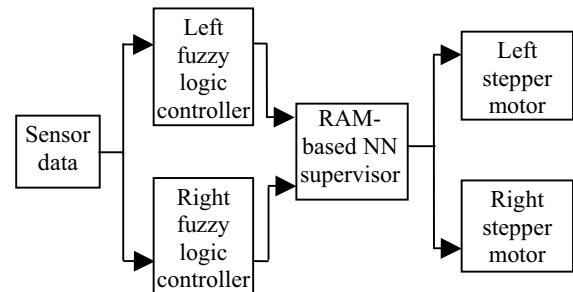 Sensor
data
Left
fuzzy
logic
controller
Right
fuzzy
logic
controller
RAM-
based NN
supervisor
Left
stepper
motor
Right
stepper
motor